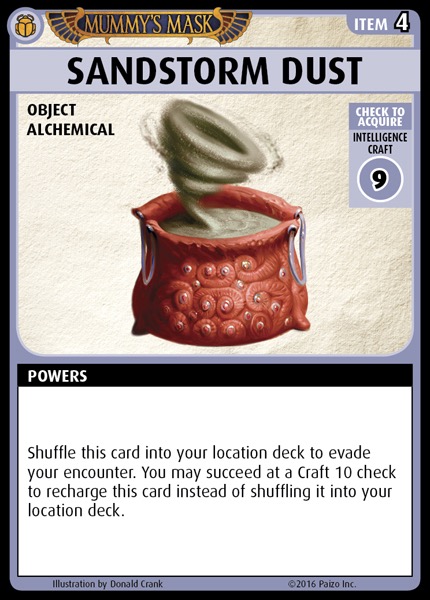 MUMMY'S MASK
ITEM 4
SANDSTORM DUST
OBJECT
ALCHEMICAL
CHECK TO
ACQUIRE
INTELLIGENCE
CRAFT
9
POWERS
Shuffle this card into your location deck to evade
your encounter. You may succeed at a Craft 10 check
to recharge this card instead of shuffling it into your
location deck.
Illustration by Donald Crank
©2016 Paizo Inc.